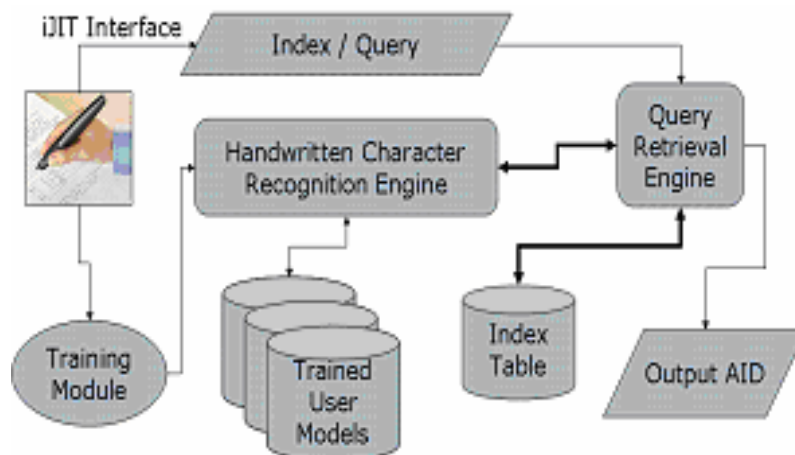 iJIT Interface
Index / Query
Query
Retrieval
Engine
Handwritten Character
Recognition Engine
Training
Module
Trained
User
Models
Index
Table
Output AID